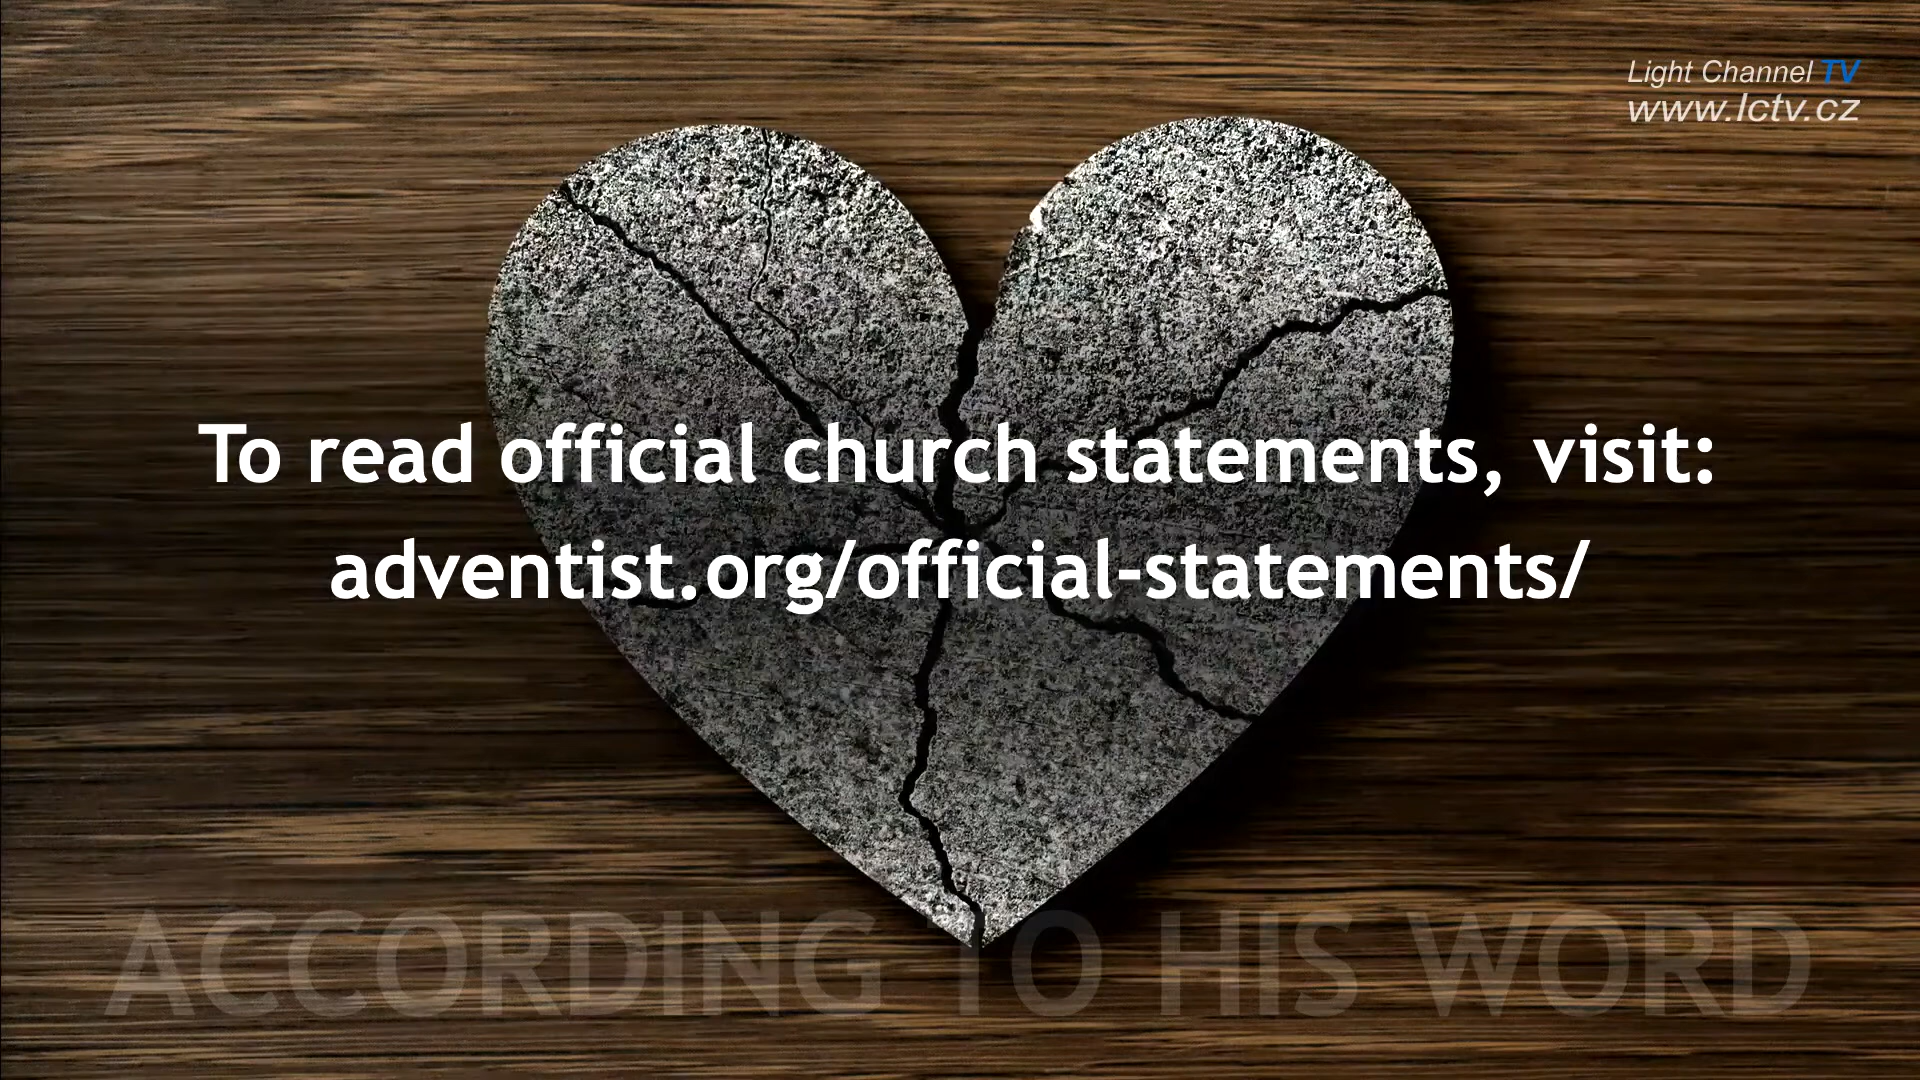 Light Channel TV
www.lctv.cz
To read official church statements, visit:
adventist.org/official-statements/
ACCORDING TO HIS WORD